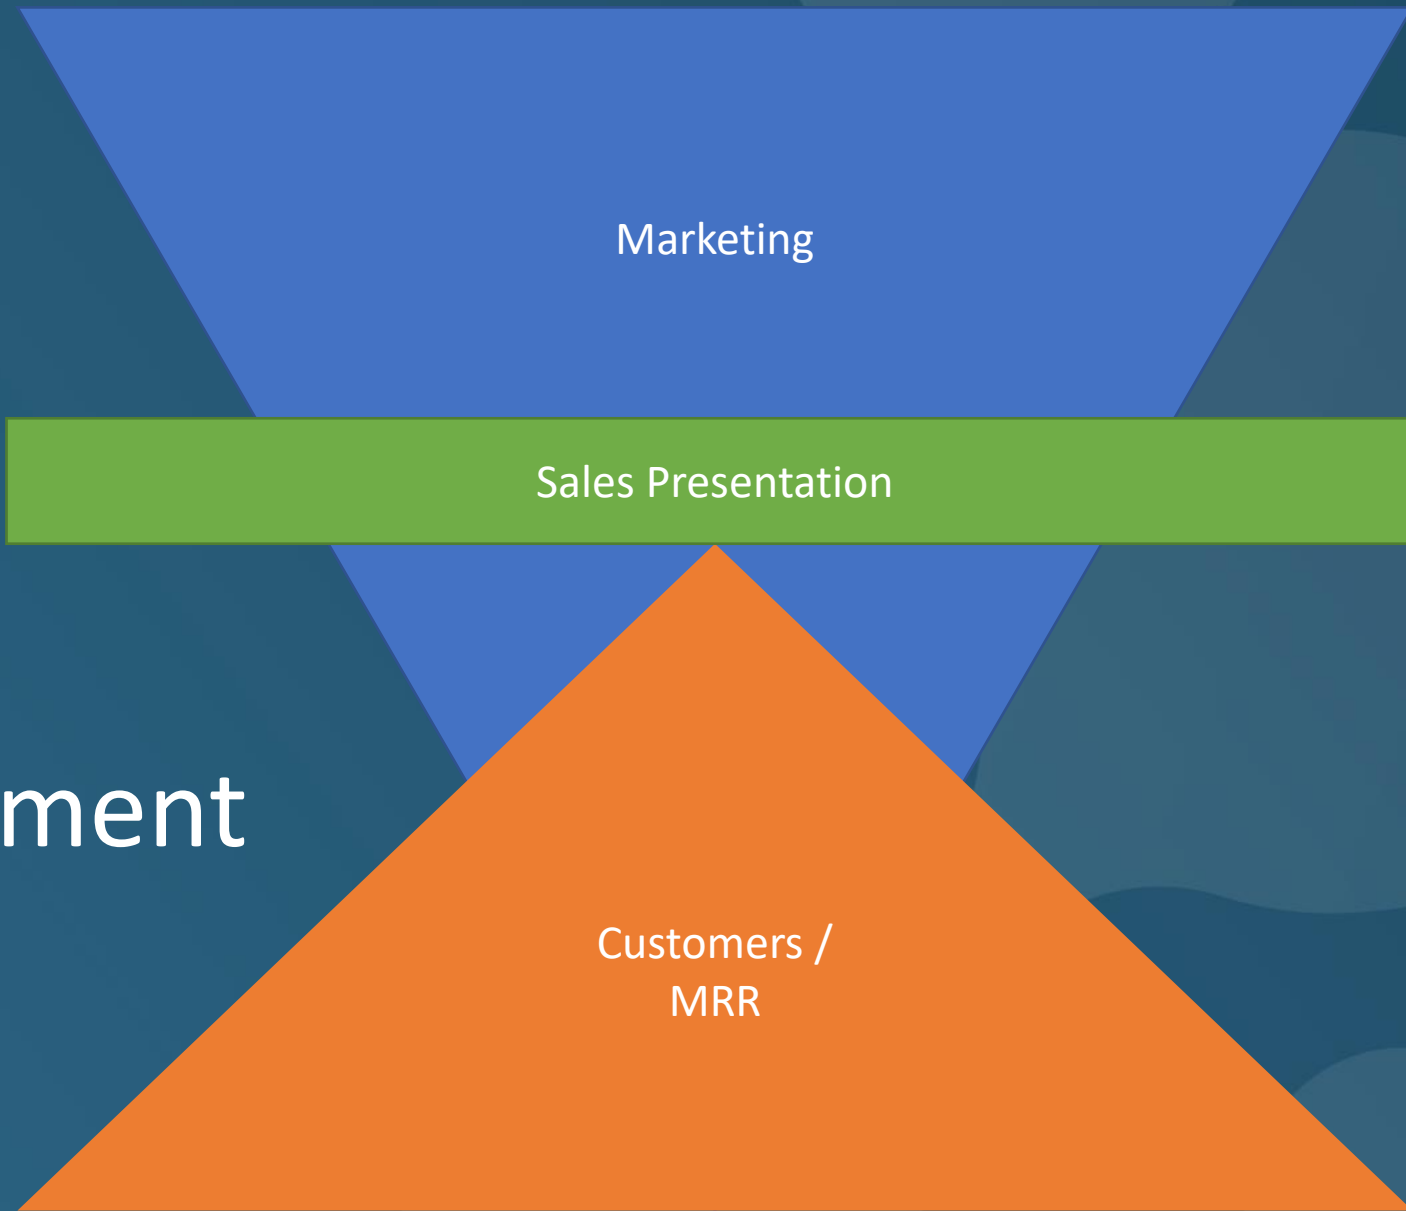 Marketing
Sales Presentation
ment
Customers /
MRR